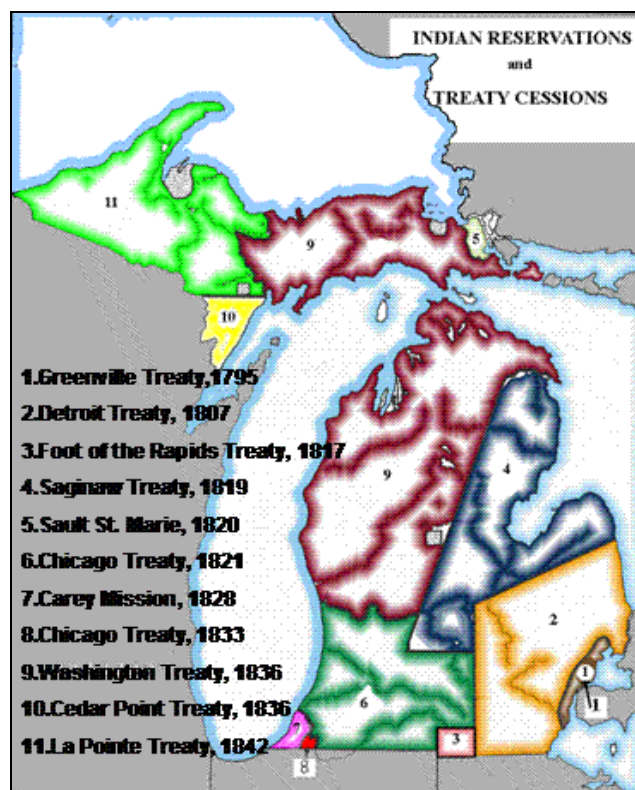 INDIAN RESERVATIONS
and
TREATY CESSIONS
11
9
5
10
1.Greenville Treaty,1795
2.Detroit Treaty, 1807
3.Foot of the Rapids Treaty, 1817
4.Saginaw Treaty, 1819
5.Sault St. Marie, 1820
6.Chicago Treaty, 1821
7.Carey Mission, 1828
8.Chicago Treaty, 1833
9.Washington Treaty, 1836
10.Cedar Point Treaty, 1836
11.La Pointe Treaty, 1842
4
9
2
1
1
6
7
3
8